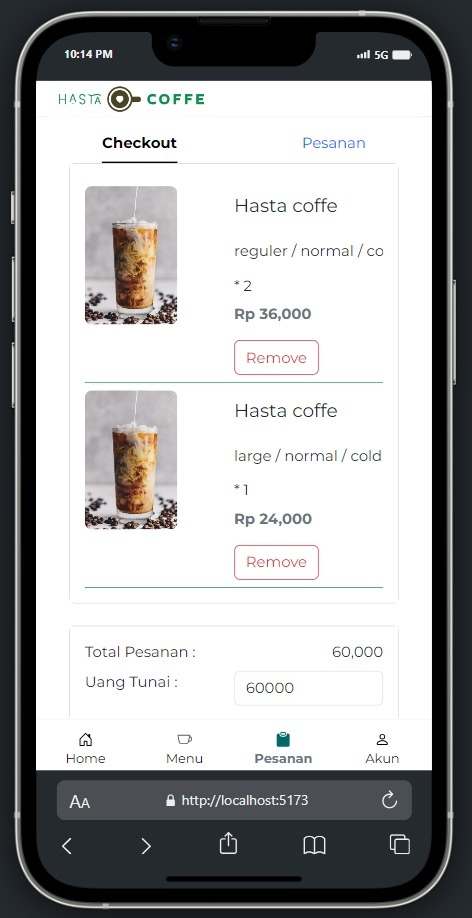 10:14 PM 5G
HASTA COFFE
Checkout Pesanan
Hasta coffe
reguler / normal / co
* 2
Rp 36,000
Remove
Hasta coffe
large / normal / cold
* 1
Rp 24,000
Remove
Total Pesanan : 60,000
Uang Tunai : 60000
Home Menu Pesanan Akun
AA http://localhost:5173